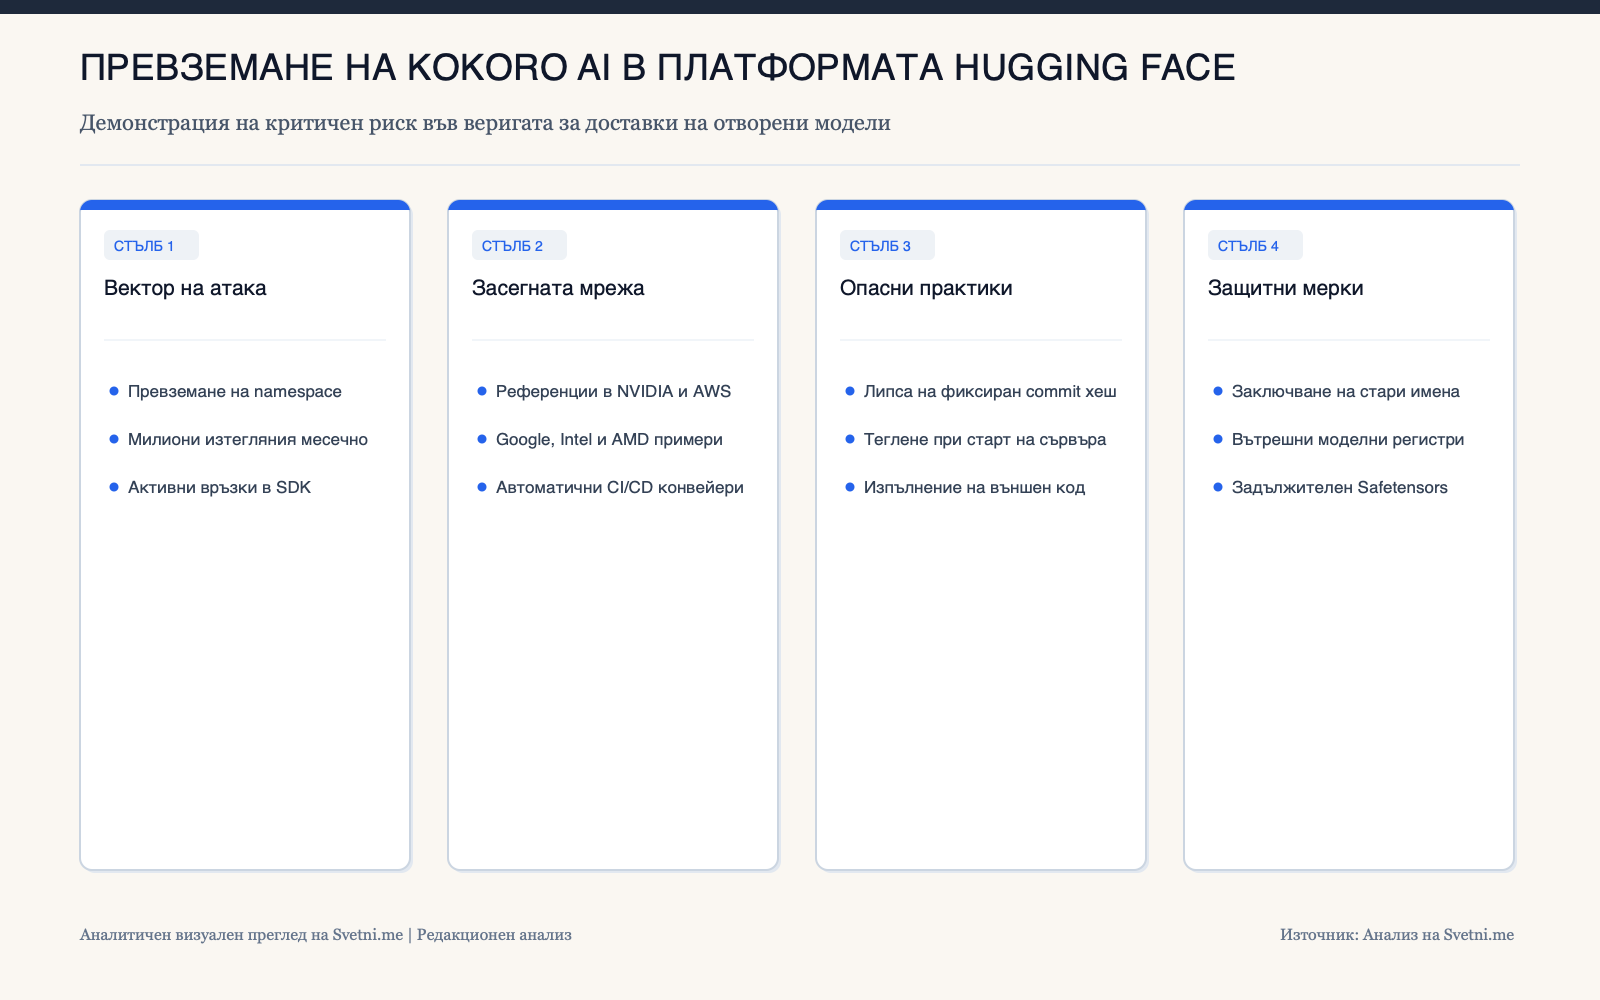 ПРЕВЗЕМАНЕ НА KOKORO AI В ПЛАТФОРМАТА HUGGING FACE
Демонстрация на критичен риск във веригата за доставки на отворени модели
СТЪЛБ 1
Вектор на атака
Превземане на namespace
Милиони изтегляния месечно
Активни връзки в SDK
СТЪЛБ 2
Засегната мрежа
Референции в NVIDIA и AWS
Google, Intel и AMD примери
Автоматични CI/CD конвейери
СТЪЛБ 3
Опасни практики
Липса на фиксиран commit хеш
Теглене при старт на сървъра
Изпълнение на външен код
СТЪЛБ 4
Защитни мерки
Заключване на стари имена
Вътрешни моделни регистри
Задължителен Safetensors
Аналитичен визуален преглед на Svetni.me | Редакционен анализ
Източник: Анализ на Svetni.me